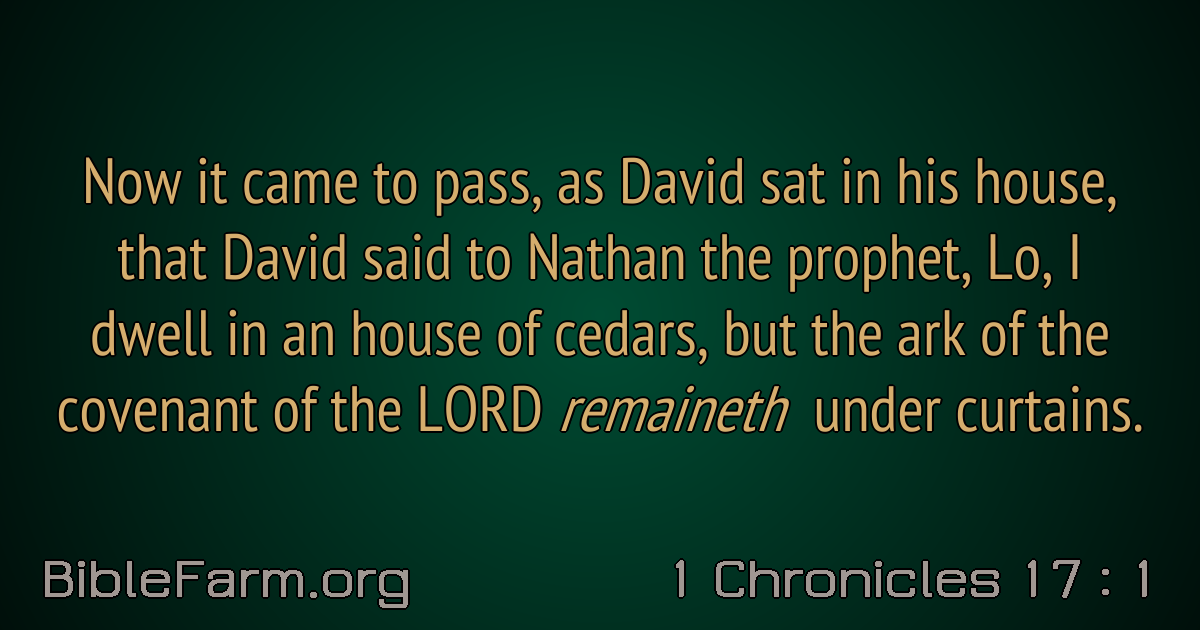 Now it came to pass, as David sat in his house,
that David said to Nathan the prophet, Lo, I
dwell in an house of cedars, but the ark of the
covenant of the LORD remaineth under curtains.
BibleFarm.org
1 Chronicles 17 : 1